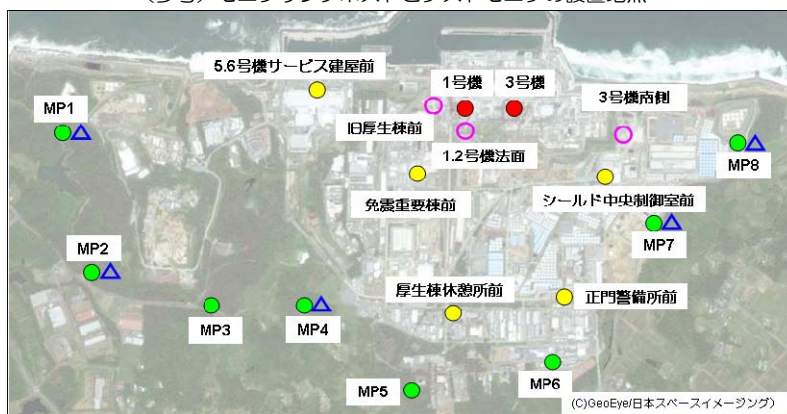 （参考）モニタリングポストとダストモニタの設置地点
5.6号機サービス建屋前
1号機
3号機
MP1
旧厚生棟前
3号機南側
1.2号機法面
MP8
免震重要棟前
シールド中央制御室前
MP7
MP2
厚生棟休憩所前
正門警備所前
MP3
MP4
MP6
MP5
(C)GeoEye/日本スペースイメージング）